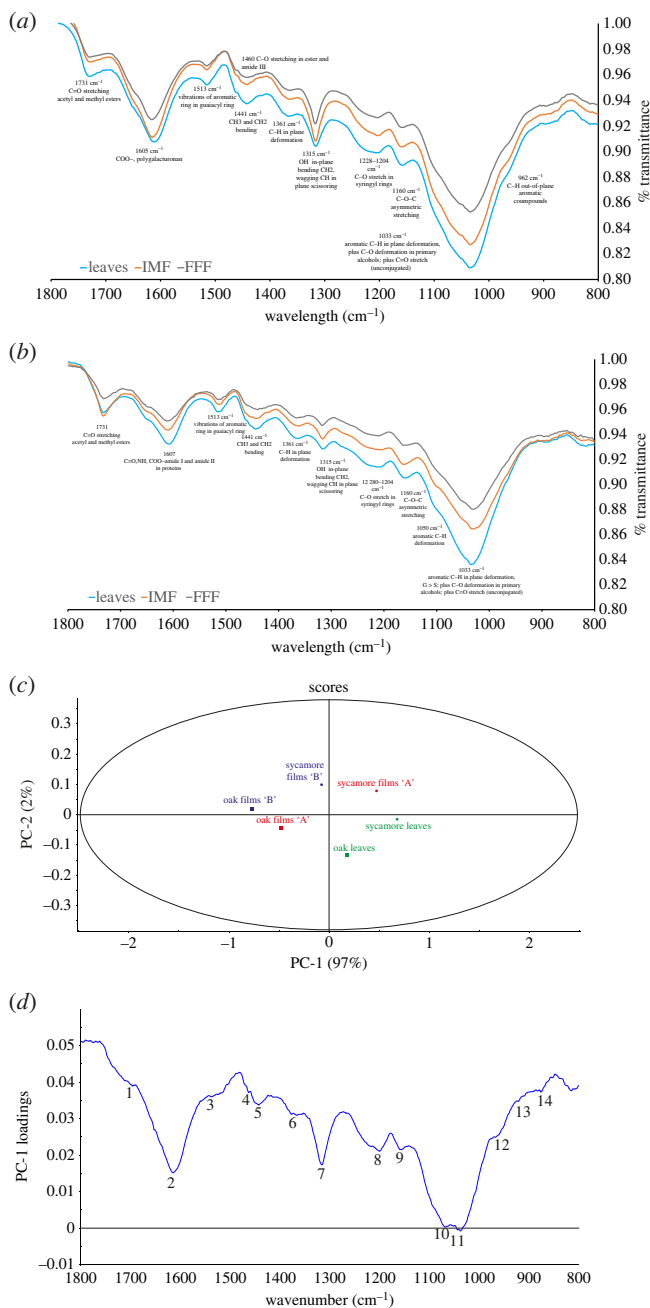 (a)
1.00
0.98
0.96
0.94
0.92
0.90
0.88
0.86
0.84
0.82
0.80
% transmittance
1731 cm⁻¹
C=O stretching
acetyl and methyl esters
1605 cm⁻¹
COO–, polygalacturonan
1513 cm⁻¹
vibrations of aromatic
ring in guaiacyl ring
1460 C–O stretching in ester and
amide III
1441 cm⁻¹
CH3 and CH2
bending
1361 cm⁻¹
C–H in plane
deformation
1315 cm⁻¹
OH in-plane
bending CH2,
wagging CH in
plane scissoring
1228–1204
cm⁻¹
C–O stretch in
syringyl rings
1160 cm⁻¹
C–O–C
asymmetric
stretching
1033 cm⁻¹
aromatic C–H in plane deformation,
plus C–O deformation in primary
alcohols; plus C=O stretch
(unconjugated)
962 cm⁻¹
C–H out-of-plane
aromatic
coumpounds
leaves IMF FFF
1800 1700 1600 1500 1400 1300 1200 1100 1000 900 800
wavelength (cm⁻¹)
(b)
1.00
0.98
0.96
0.94
0.92
0.90
0.88
0.86
0.84
0.82
0.80
% transmittance
1731
C=O stretching
acetyl and methyl esters
1607
C=O,NH, COO–amide I and amide II
in proteins
1513 cm⁻¹
vibrations of aromatic
ring in guaiacyl ring
1441 cm⁻¹
CH3 and CH2
bending
1361 cm⁻¹
C–H in plane
deformation
1315 cm⁻¹
OH in-plane
bending CH2,
wagging CH in plane
scissoring
12 280–1204
cm⁻¹
C–O stretch in
syringyl rings
1160 cm⁻¹
C–O–C
asymmetric
stretching
1050 cm⁻¹
aromatic C–H
deformation
1033 cm⁻¹
aromatic C–H in plane deformation,
G > S; plus C–O deformation in primary
alcohols; plus C=O stretch (unconjugated)
leaves IMF FFF
1800 1700 1600 1500 1400 1300 1200 1100 1000 900 800
wavelength (cm⁻¹)
(c)
scores
0.3
0.2
0.1
0
−0.1
−0.2
−0.3
PC-2 (2%)
sycamore
films ‘B’
sycamore films ‘A’
oak films ‘B’
oak films ‘A’
sycamore leaves
oak leaves
−2 −1 0 1 2
PC-1 (97%)
(d)
0.05
0.04
0.03
0.02
0.01
0
−0.01
PC-1 loadings
1
2
3
4
5
6
7
8
9
10
11
12
13
14
1800 1700 1600 1500 1400 1300 1200 1100 1000 900 800
wavenumber (cm⁻¹)